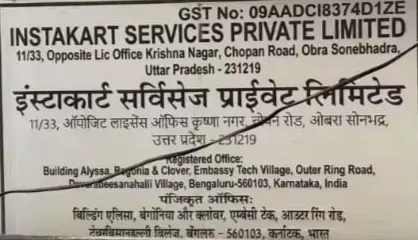 GST No: 09AADCI8374D1ZE
INSTAKART SERVICES PRIVATE LIMITED
11/33, Opposite Lic Office Krishna Nagar, Chopan Road, Obra Sonebhadra,
Uttar Pradesh - 231219
इंस्टाकार्ट सर्विसेज प्राईवेट लिमिटेड
11/33, ऑपोजिट लाइसेंस ऑफिस कृष्णा नगर, चोपन रोड, ओबरा सोनभद्र,
उत्तर प्रदेश - 231219
Registered Office:
Building Alyssa, Begonia & Clover, Embassy Tech Village, Outer Ring Road,
Devarabeesanahalli Village, Bengaluru-560103, Karnataka, India
पंजिकृत ऑफिस:
बिल्डिंग एलिसा, बेगोनिया और क्लोवर, एम्बेसी टेक, आउटर रिंग रोड,
देवरबिसनहल्ली विलेज, बेंगलुरु - 560103, कर्नाटक, भारत